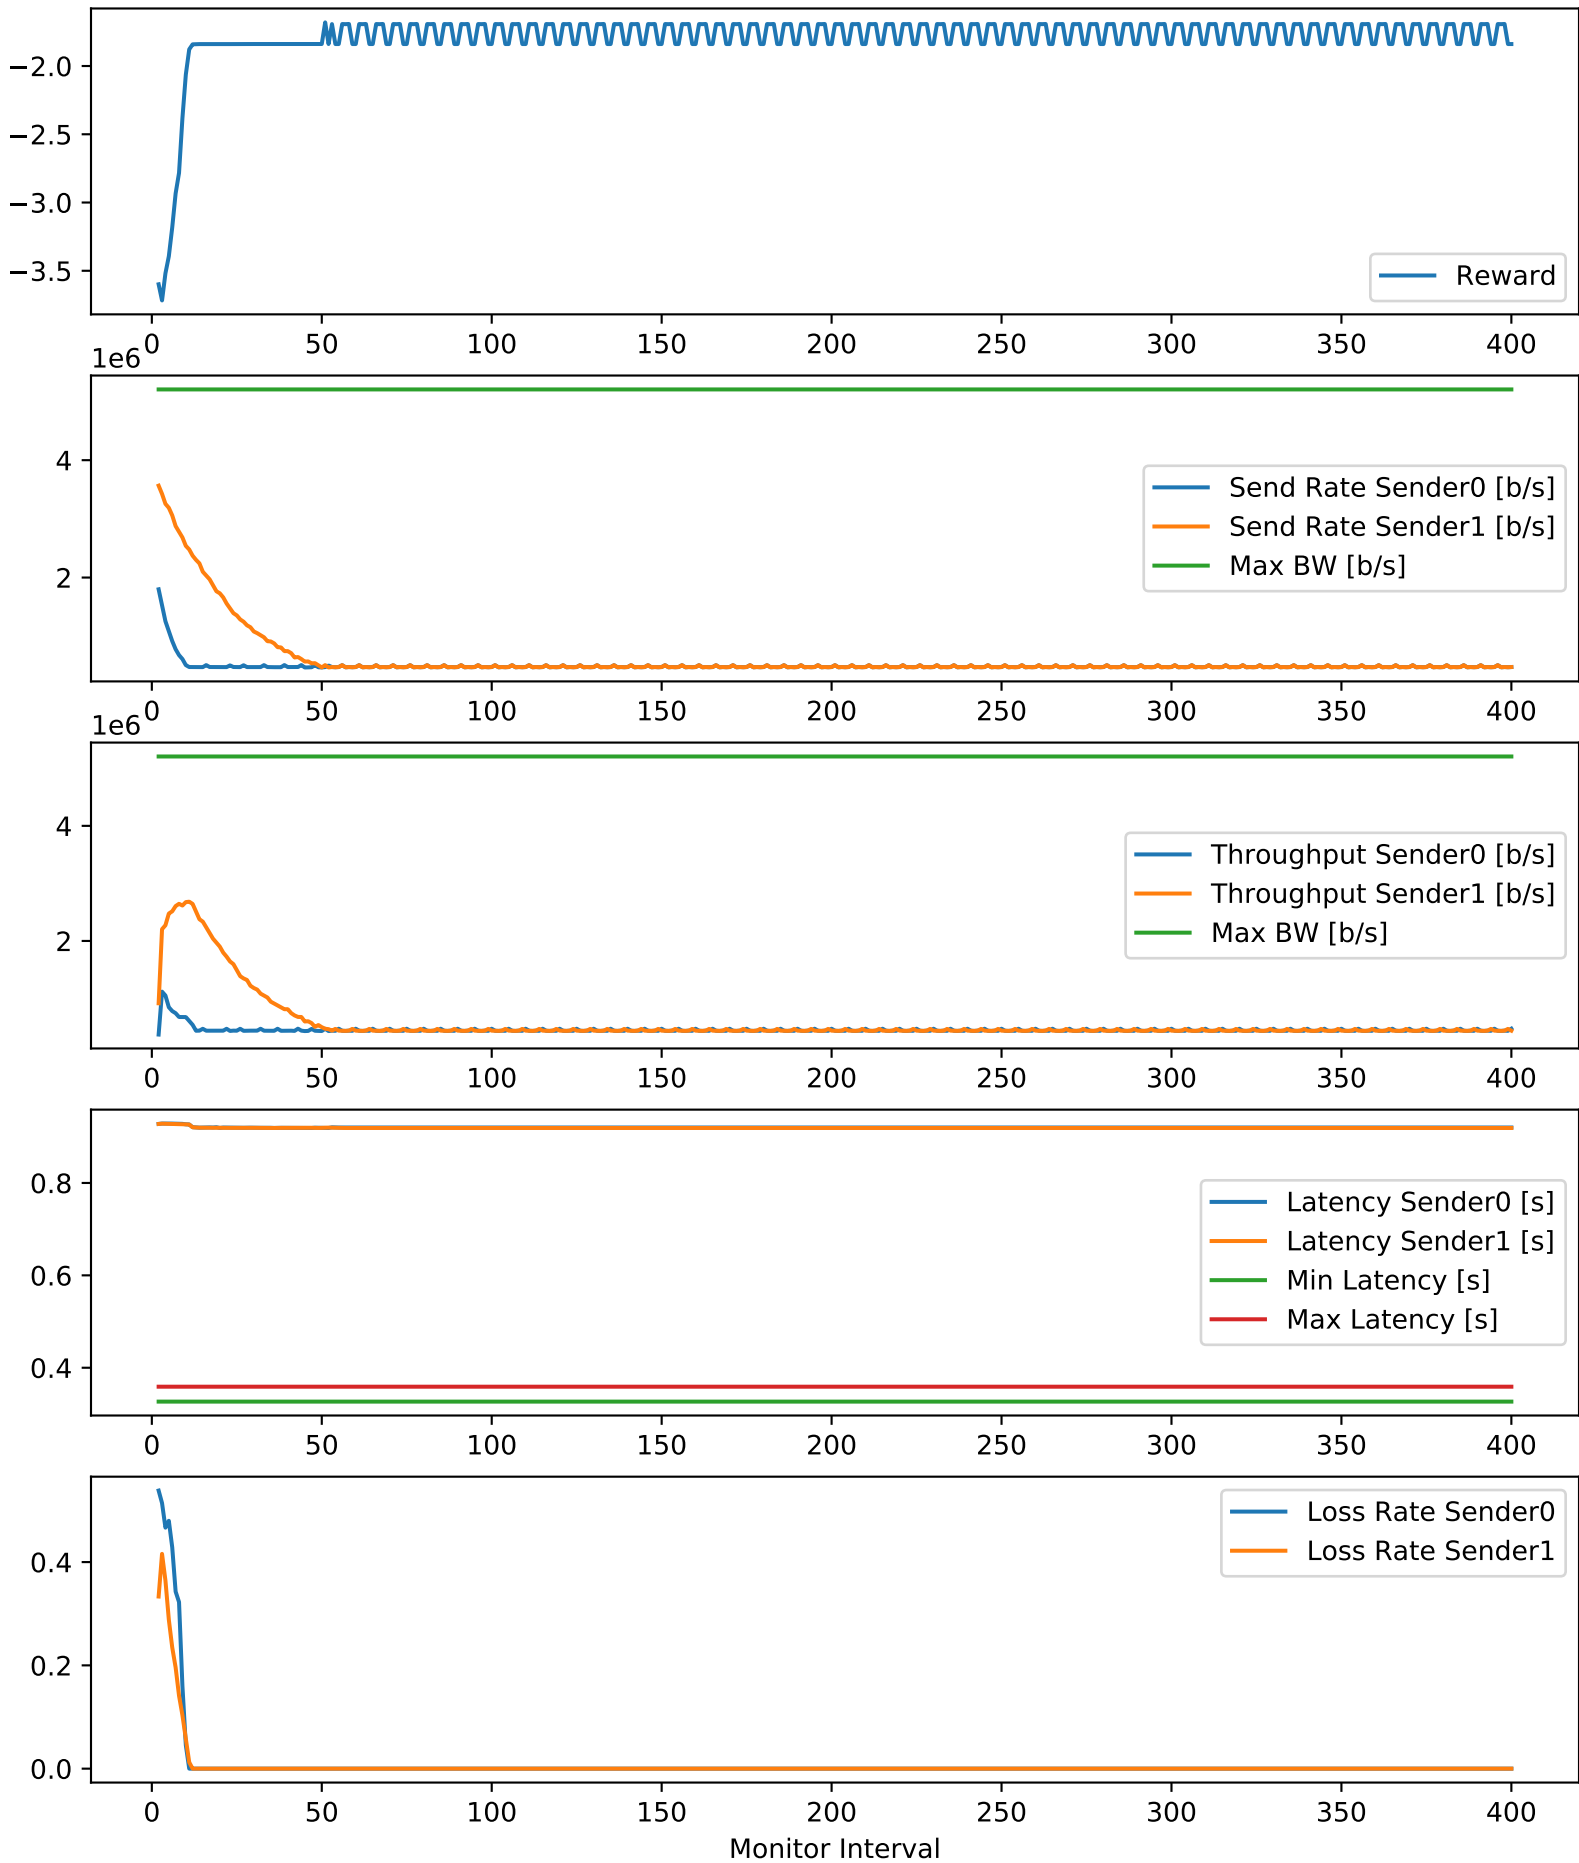 −2.0
−2.5
−3.0
−3.5
Reward
0 50 100 150 200 250 300 350 400
1e6
4
2
Send Rate Sender0 [b/s]
Send Rate Sender1 [b/s]
Max BW [b/s]
0 50 100 150 200 250 300 350 400
1e6
4
2
Throughput Sender0 [b/s]
Throughput Sender1 [b/s]
Max BW [b/s]
0 50 100 150 200 250 300 350 400
0.8
0.6
0.4
Latency Sender0 [s]
Latency Sender1 [s]
Min Latency [s]
Max Latency [s]
0 50 100 150 200 250 300 350 400
0.4
0.2
0.0
Loss Rate Sender0
Loss Rate Sender1
0 50 100 150 200 250 300 350 400
Monitor Interval